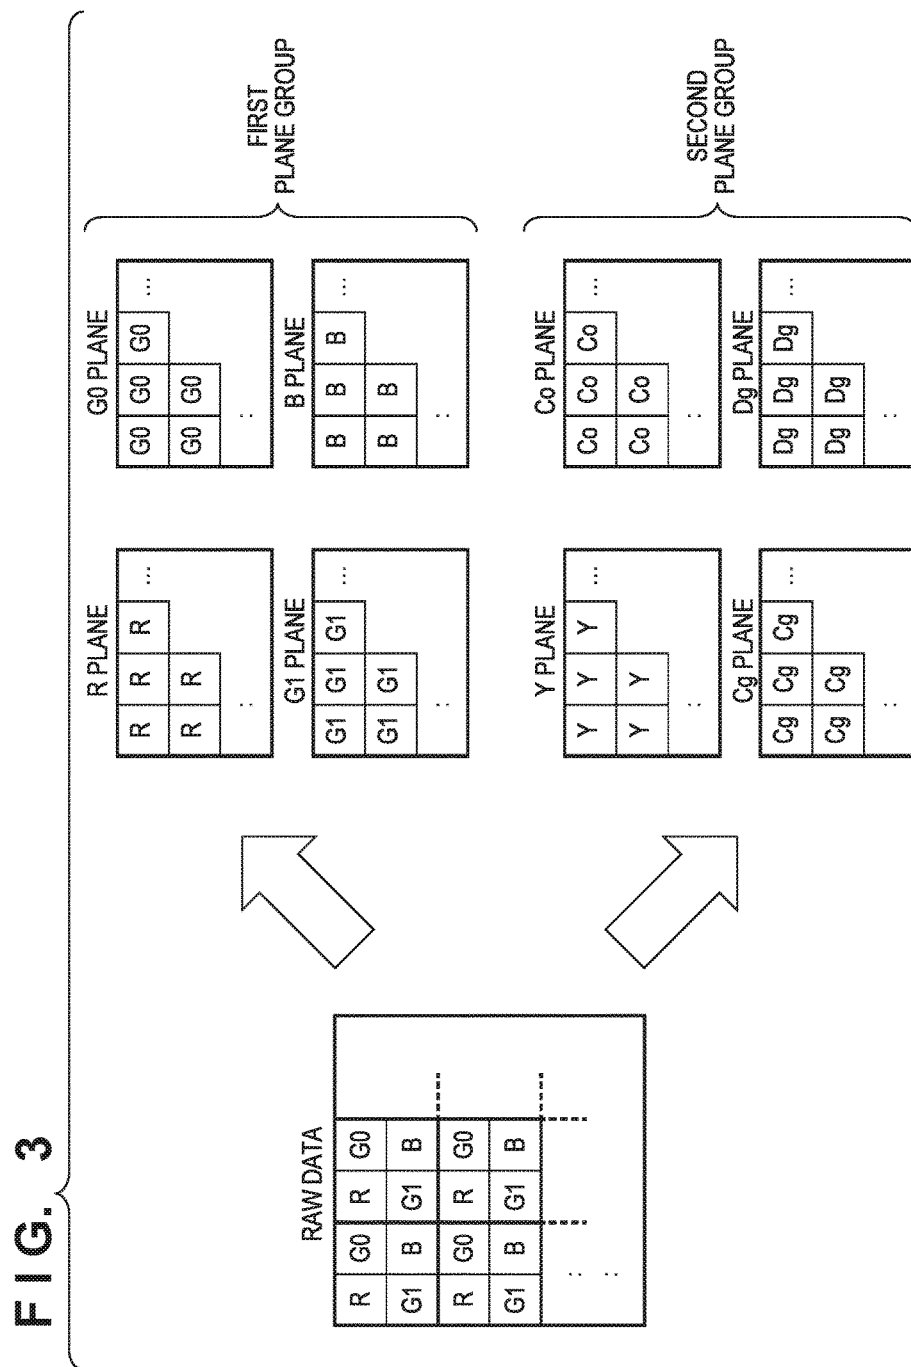 FIG. 3
RAW DATA
R G0 R G0
G1 B G1 B
R G0 R G0
G1 B G1 B
: :
R PLANE
R R R ...
R R
:
G0 PLANE
G0 G0 G0 ...
G0 G0
:
G1 PLANE
G1 G1 G1 ...
G1 G1
:
B PLANE
B B B ...
B B
:
FIRST
PLANE GROUP
Y PLANE
Y Y Y ...
Y Y
:
Co PLANE
Co Co Co ...
Co Co
:
Cg PLANE
Cg Cg Cg ...
Cg Cg
:
Dg PLANE
Dg Dg Dg ...
Dg Dg
:
SECOND
PLANE GROUP